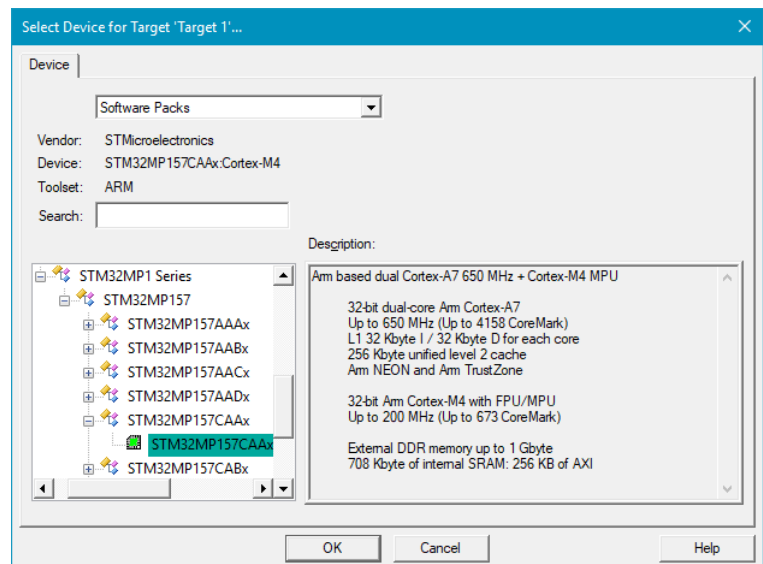 Select Device for Target 'Target 1'...
Device
Software Packs
Vendor: STMicroelectronics
Device: STM32MP157CAAx:Cortex-M4
Toolset: ARM
Search:
Description:
STM32MP1 Series
STM32MP157
STM32MP157AAAx
STM32MP157AABx
STM32MP157AACx
STM32MP157AADx
STM32MP157CAAx
STM32MP157CAAx
STM32MP157CABx
Arm based dual Cortex-A7 650 MHz + Cortex-M4 MPU
32-bit dual-core Arm Cortex-A7
Up to 650 MHz (Up to 4158 CoreMark)
L1 32 Kbyte I / 32 Kbyte D for each core
256 Kbyte unified level 2 cache
Arm NEON and Arm TrustZone
32-bit Arm Cortex-M4 with FPU/MPU
Up to 200 MHz (Up to 673 CoreMark)
External DDR memory up to 1 Gbyte
708 Kbyte of internal SRAM: 256 KB of AXI
OK
Cancel
Help